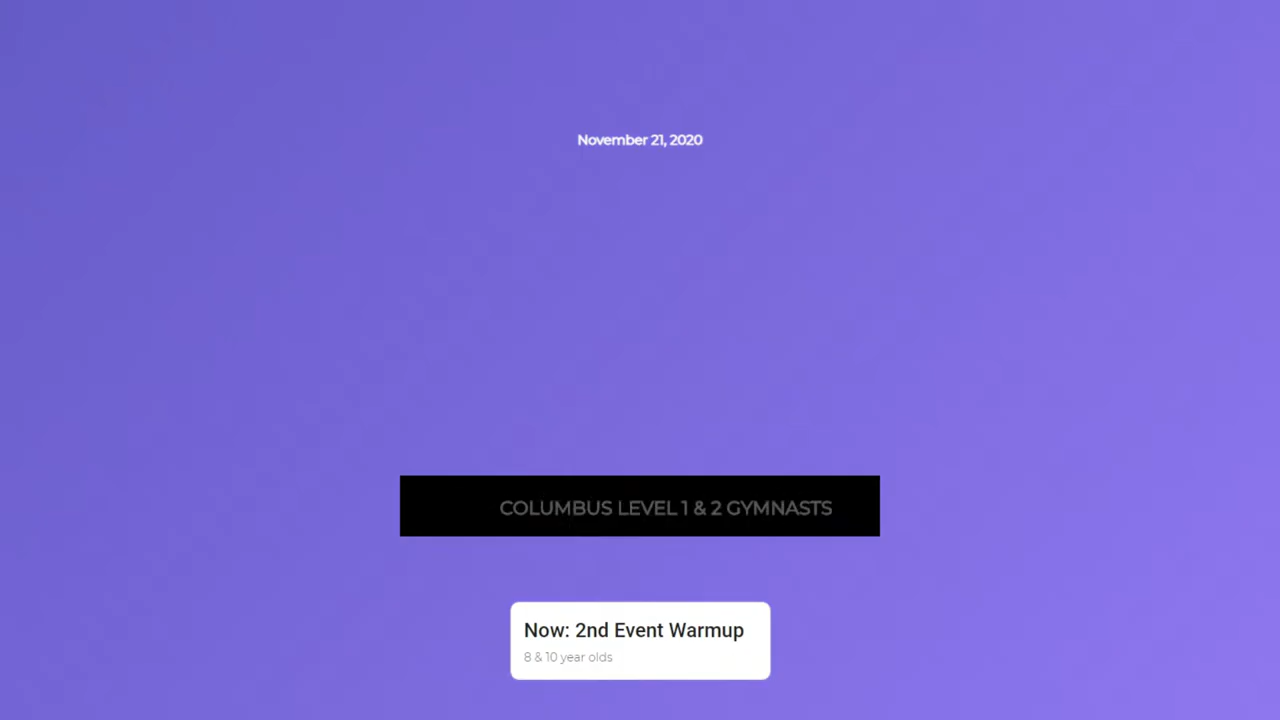 November 21, 2020
COLUMBUS LEVEL 1 & 2 GYMNASTS
Now: 2nd Event Warmup
8 & 10 year olds